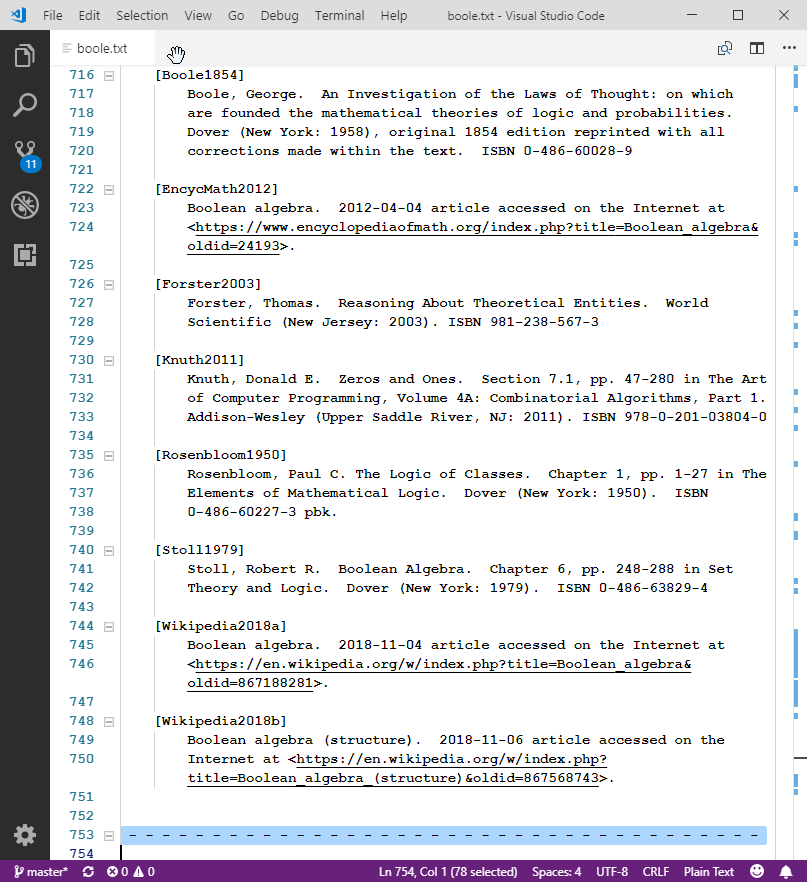 File Edit Selection View Go Debug Terminal Help boole.txt - Visual Studio Code
boole.txt
11
716 [Boole1854]
717 Boole, George.  An Investigation of the Laws of Thought: on which
718 are founded the mathematical theories of logic and probabilities.
719 Dover (New York: 1958), original 1854 edition reprinted with all
720 corrections made within the text.  ISBN 0-486-60028-9
721
722 [EncycMath2012]
723 Boolean algebra.  2012-04-04 article accessed on the Internet at
724 <https://www.encyclopediaofmath.org/index.php?title=Boolean_algebra&
oldid=24193>.
725
726 [Forster2003]
727 Forster, Thomas.  Reasoning About Theoretical Entities.  World
728 Scientific (New Jersey: 2003). ISBN 981-238-567-3
729
730 [Knuth2011]
731 Knuth, Donald E.  Zeros and Ones.  Section 7.1, pp. 47-280 in The Art
732 of Computer Programming, Volume 4A: Combinatorial Algorithms, Part 1.
733 Addison-Wesley (Upper Saddle River, NJ: 2011). ISBN 978-0-201-03804-0
734
735 [Rosenbloom1950]
736 Rosenbloom, Paul C. The Logic of Classes.  Chapter 1, pp. 1-27 in The
737 Elements of Mathematical Logic.  Dover (New York: 1950).  ISBN
738 0-486-60227-3 pbk.
739
740 [Stoll1979]
741 Stoll, Robert R.  Boolean Algebra.  Chapter 6, pp. 248-288 in Set
742 Theory and Logic.  Dover (New York: 1979).  ISBN 0-486-63829-4
743
744 [Wikipedia2018a]
745 Boolean algebra.  2018-11-04 article accessed on the Internet at
746 <https://en.wikipedia.org/w/index.php?title=Boolean_algebra&
oldid=867188281>.
747
748 [Wikipedia2018b]
749 Boolean algebra (structure).  2018-11-06 article accessed on the
750 Internet at <https://en.wikipedia.org/w/index.php?
title=Boolean_algebra_(structure)&oldid=867568743>.
751
752
753 - - - - - - - - - - - - - - - - - - - - - - - - - - - - - - - - - - - -
754
master* 0 0 Ln 754, Col 1 (78 selected) Spaces: 4 UTF-8 CRLF Plain Text